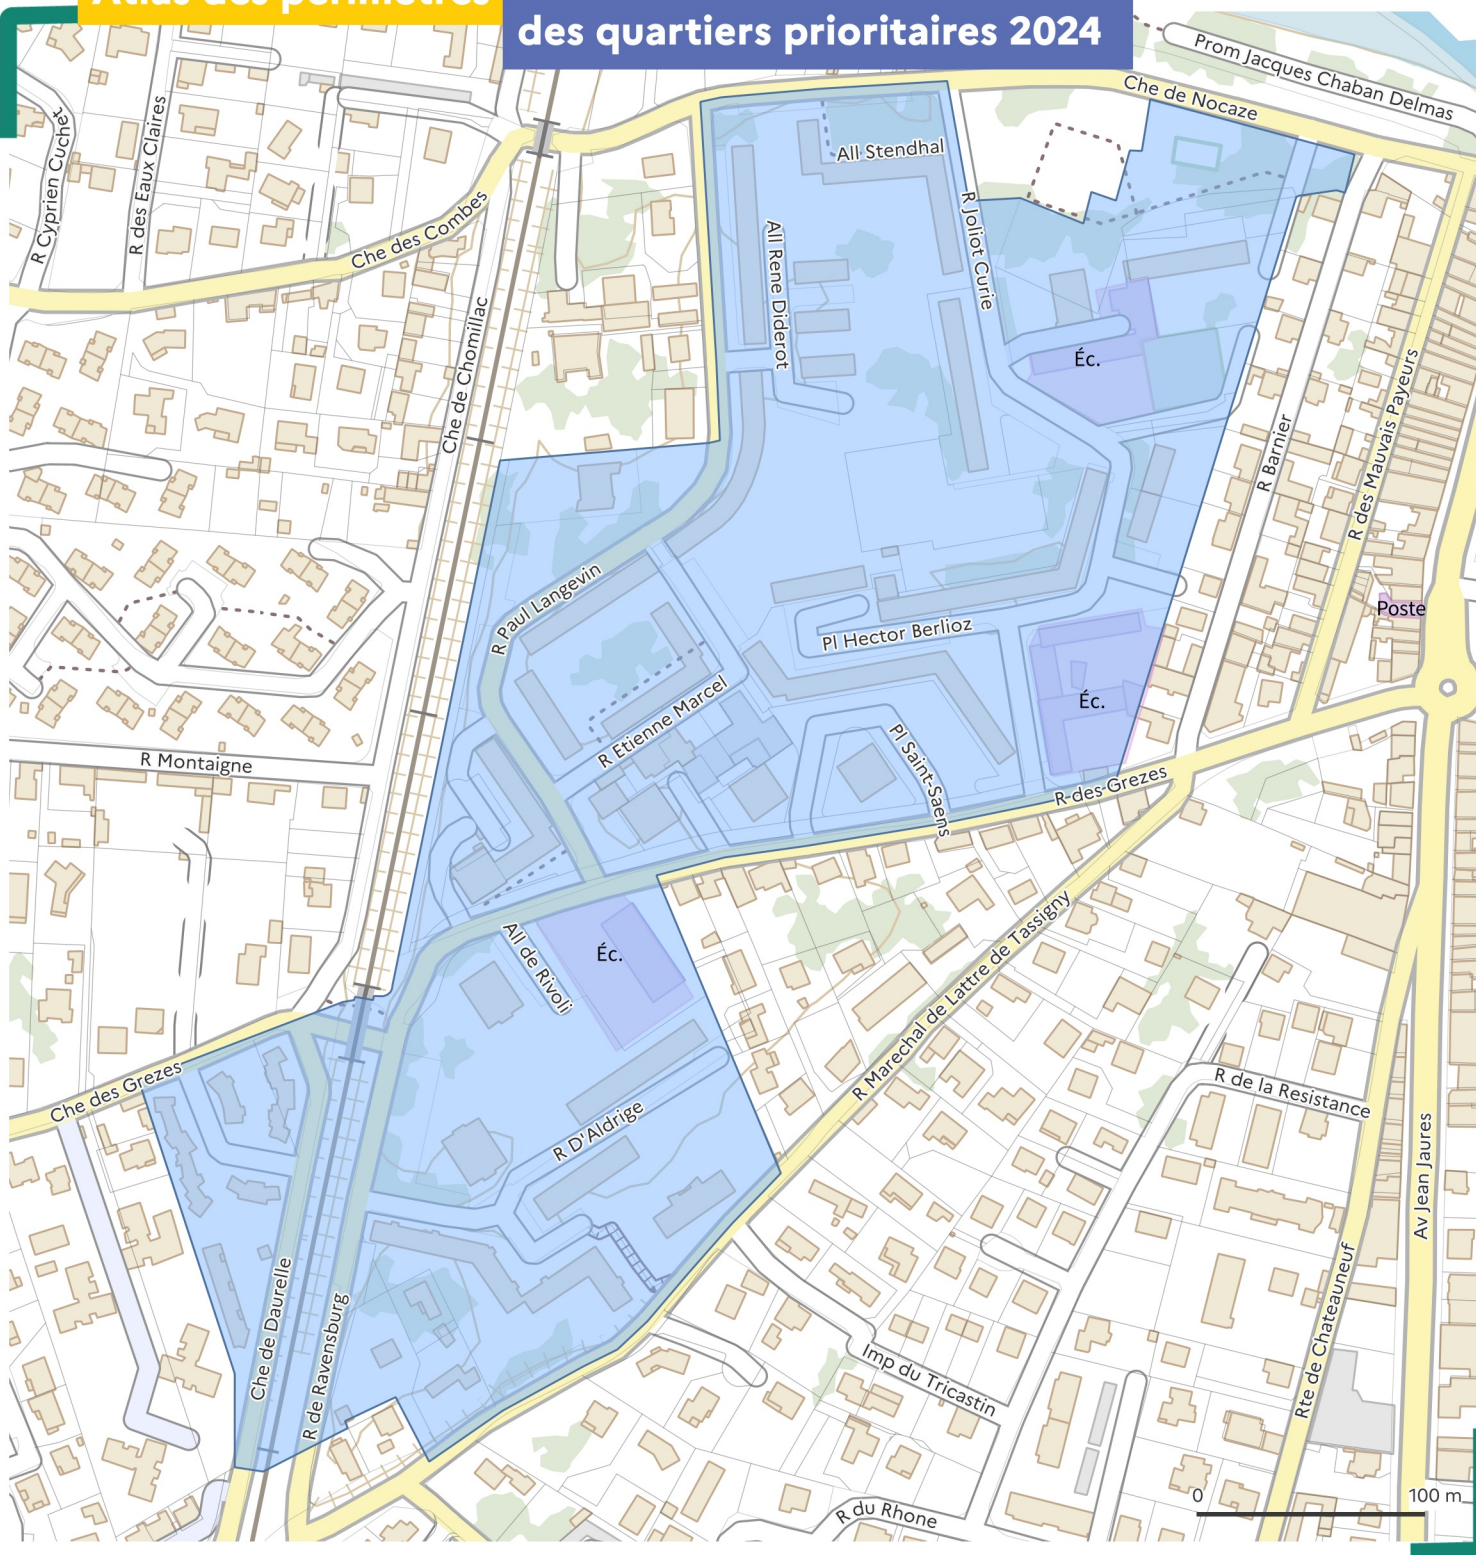 Atlas des périmètres
des quartiers prioritaires 2024
Prom Jacques Chaban Delmas
Che de Nocaze
R Cyprien Cuchet
R des Eaux Claires
All Stendhal
Che des Combes
R Joliot Curie
All Rene Diderot
Che de Chomillac
Éc.
R des Mauvais Payeurs
R Barnier
R Paul Langevin
Poste
Pl Hector Berlioz
Éc.
R Etienne Marcel
Pl Saint-Saens
R Montaigne
R des Grezes
All de Rivoli
Éc.
R Marechal de Lattre de Tassigny
Che des Grezes
R de la Resistance
R D'Aldrige
Av Jean Jaures
Che de Daurelle
R de Ravensburg
Rte de Chateauneuf
Imp du Tricastin
R du Rhone
0
100 m